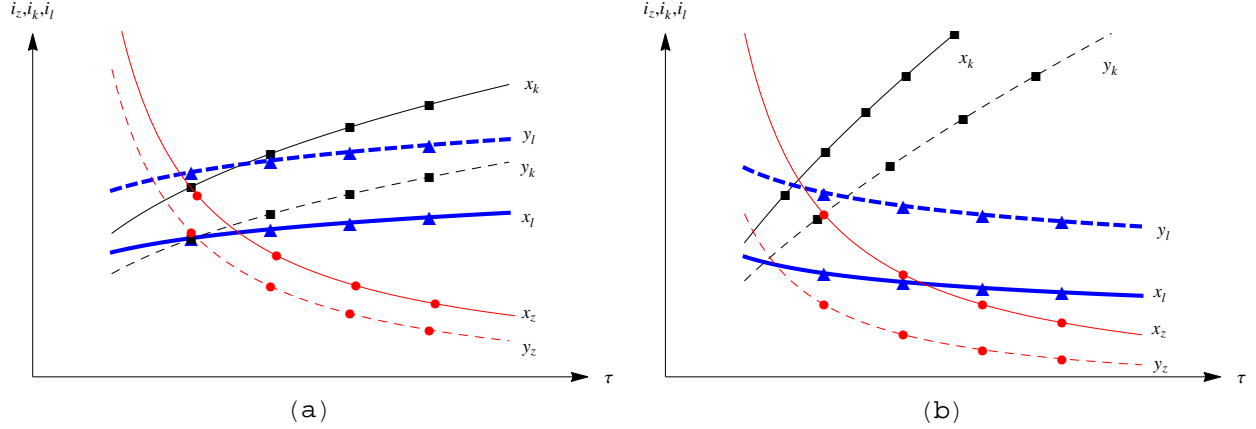 i_z,i_k,i_l
x_k
y_l
y_k
x_l
x_z
y_z
τ
(a)
i_z,i_k,i_l
x_k
y_k
y_l
x_l
x_z
y_z
τ
(b)